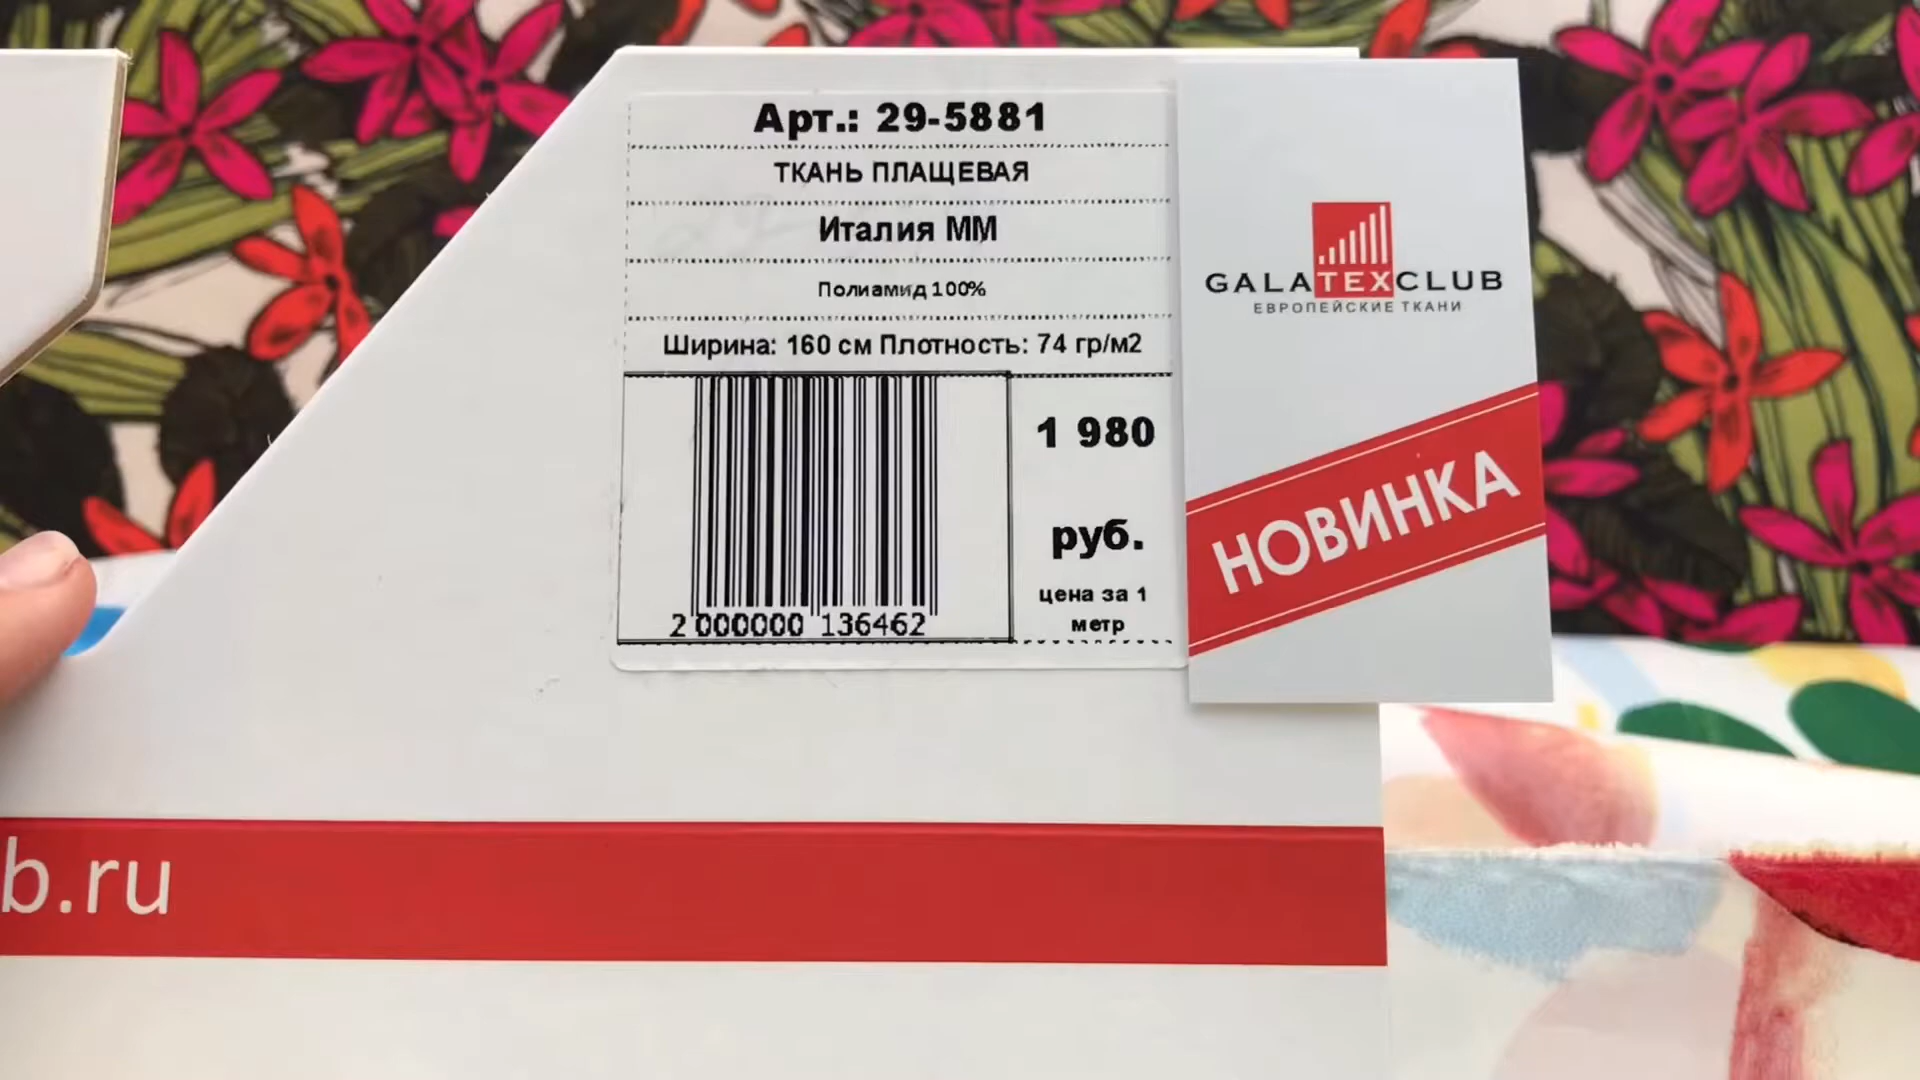 Арт.: 29-5881
ТКАНЬ ПЛАЩЕВАЯ
Италия ММ
Полиамид 100%
Ширина: 160 см Плотность: 74 гр/м2
1 980
руб.
цена за 1
метр
2 000000 136462
GALATEXCLUB
ЕВРОПЕЙСКИЕ ТКАНИ
НОВИНКА
b.ru